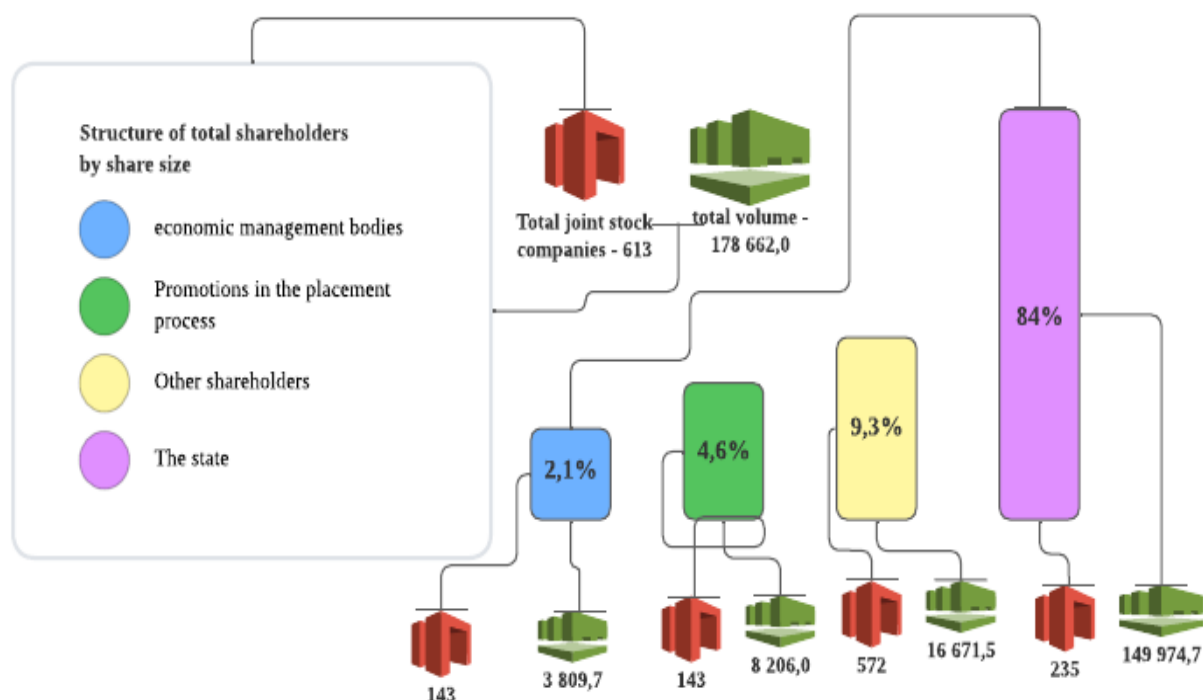 Structure of total shareholders
by share size
economic management bodies
Promotions in the placement
process
Other shareholders
The state
Total joint stock
companies - 613
total volume -
178 662,0
84%
9,3%
4,6%
2,1%
143
3 809,7
143
8 206,0
572
16 671,5
235
149 974,7